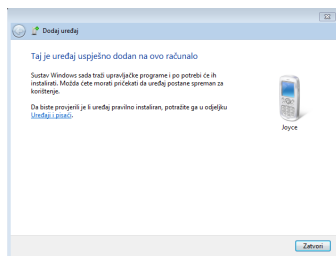 Dodaj uređaj
Taj je uređaj uspješno dodan na ovo računalo
Sustav Windows sada traži upravljačke programe i po potrebi će ih
instalirati. Možda ćete morati pričekati da uređaj postane spreman za
korištenje.
Da biste provjerili je li uređaj pravilno instaliran, potražite ga u odjeljku
Uređaji i pisači.
Joyce
Zatvori